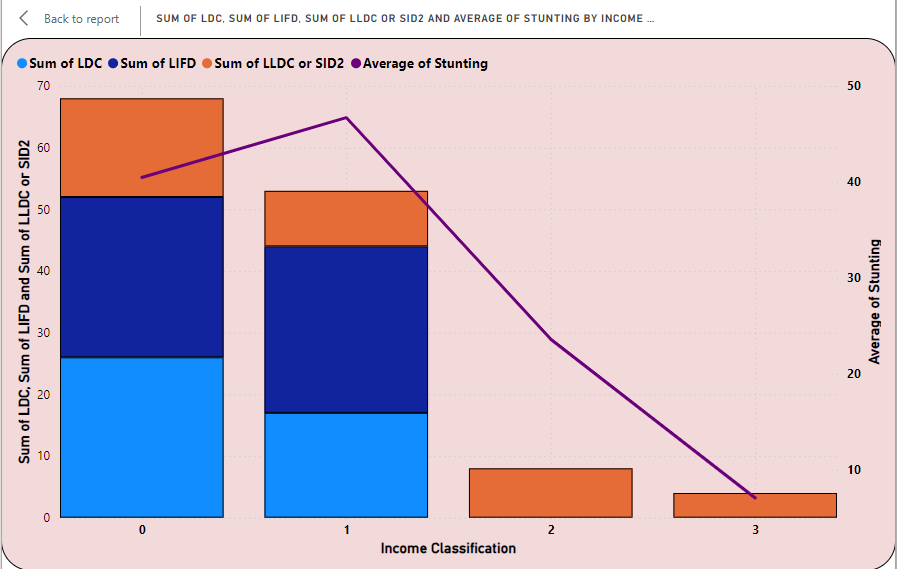 Back to report
SUM OF LDC, SUM OF LIFD, SUM OF LLDC OR SID2 AND AVERAGE OF STUNTING BY INCOME ...
Sum of LDC Sum of LIFD Sum of LLDC or SID2 Average of Stunting
Sum of LDC, Sum of LIFD and Sum of LLDC or SID2
70
60
50
40
30
20
10
0
50
40
30
20
10
Average of Stunting
0 1 2 3
Income Classification